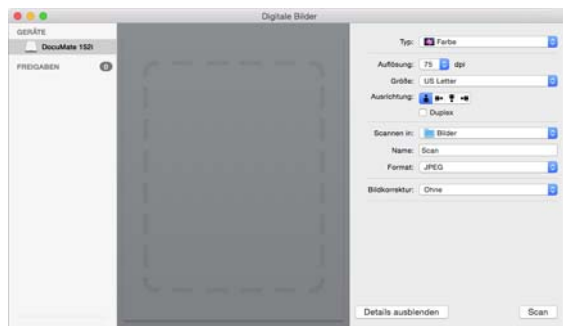 Digitale Bilder
GERÄTE
DocuMate 152i
FREIGABEN 0
Typ: Farbe
Auflösung: 75 dpi
Größe: US Letter
Ausrichtung:
Duplex
Scannen in: Bilder
Name: Scan
Format: JPEG
Bildkorrektur: Ohne
Details ausblenden Scan